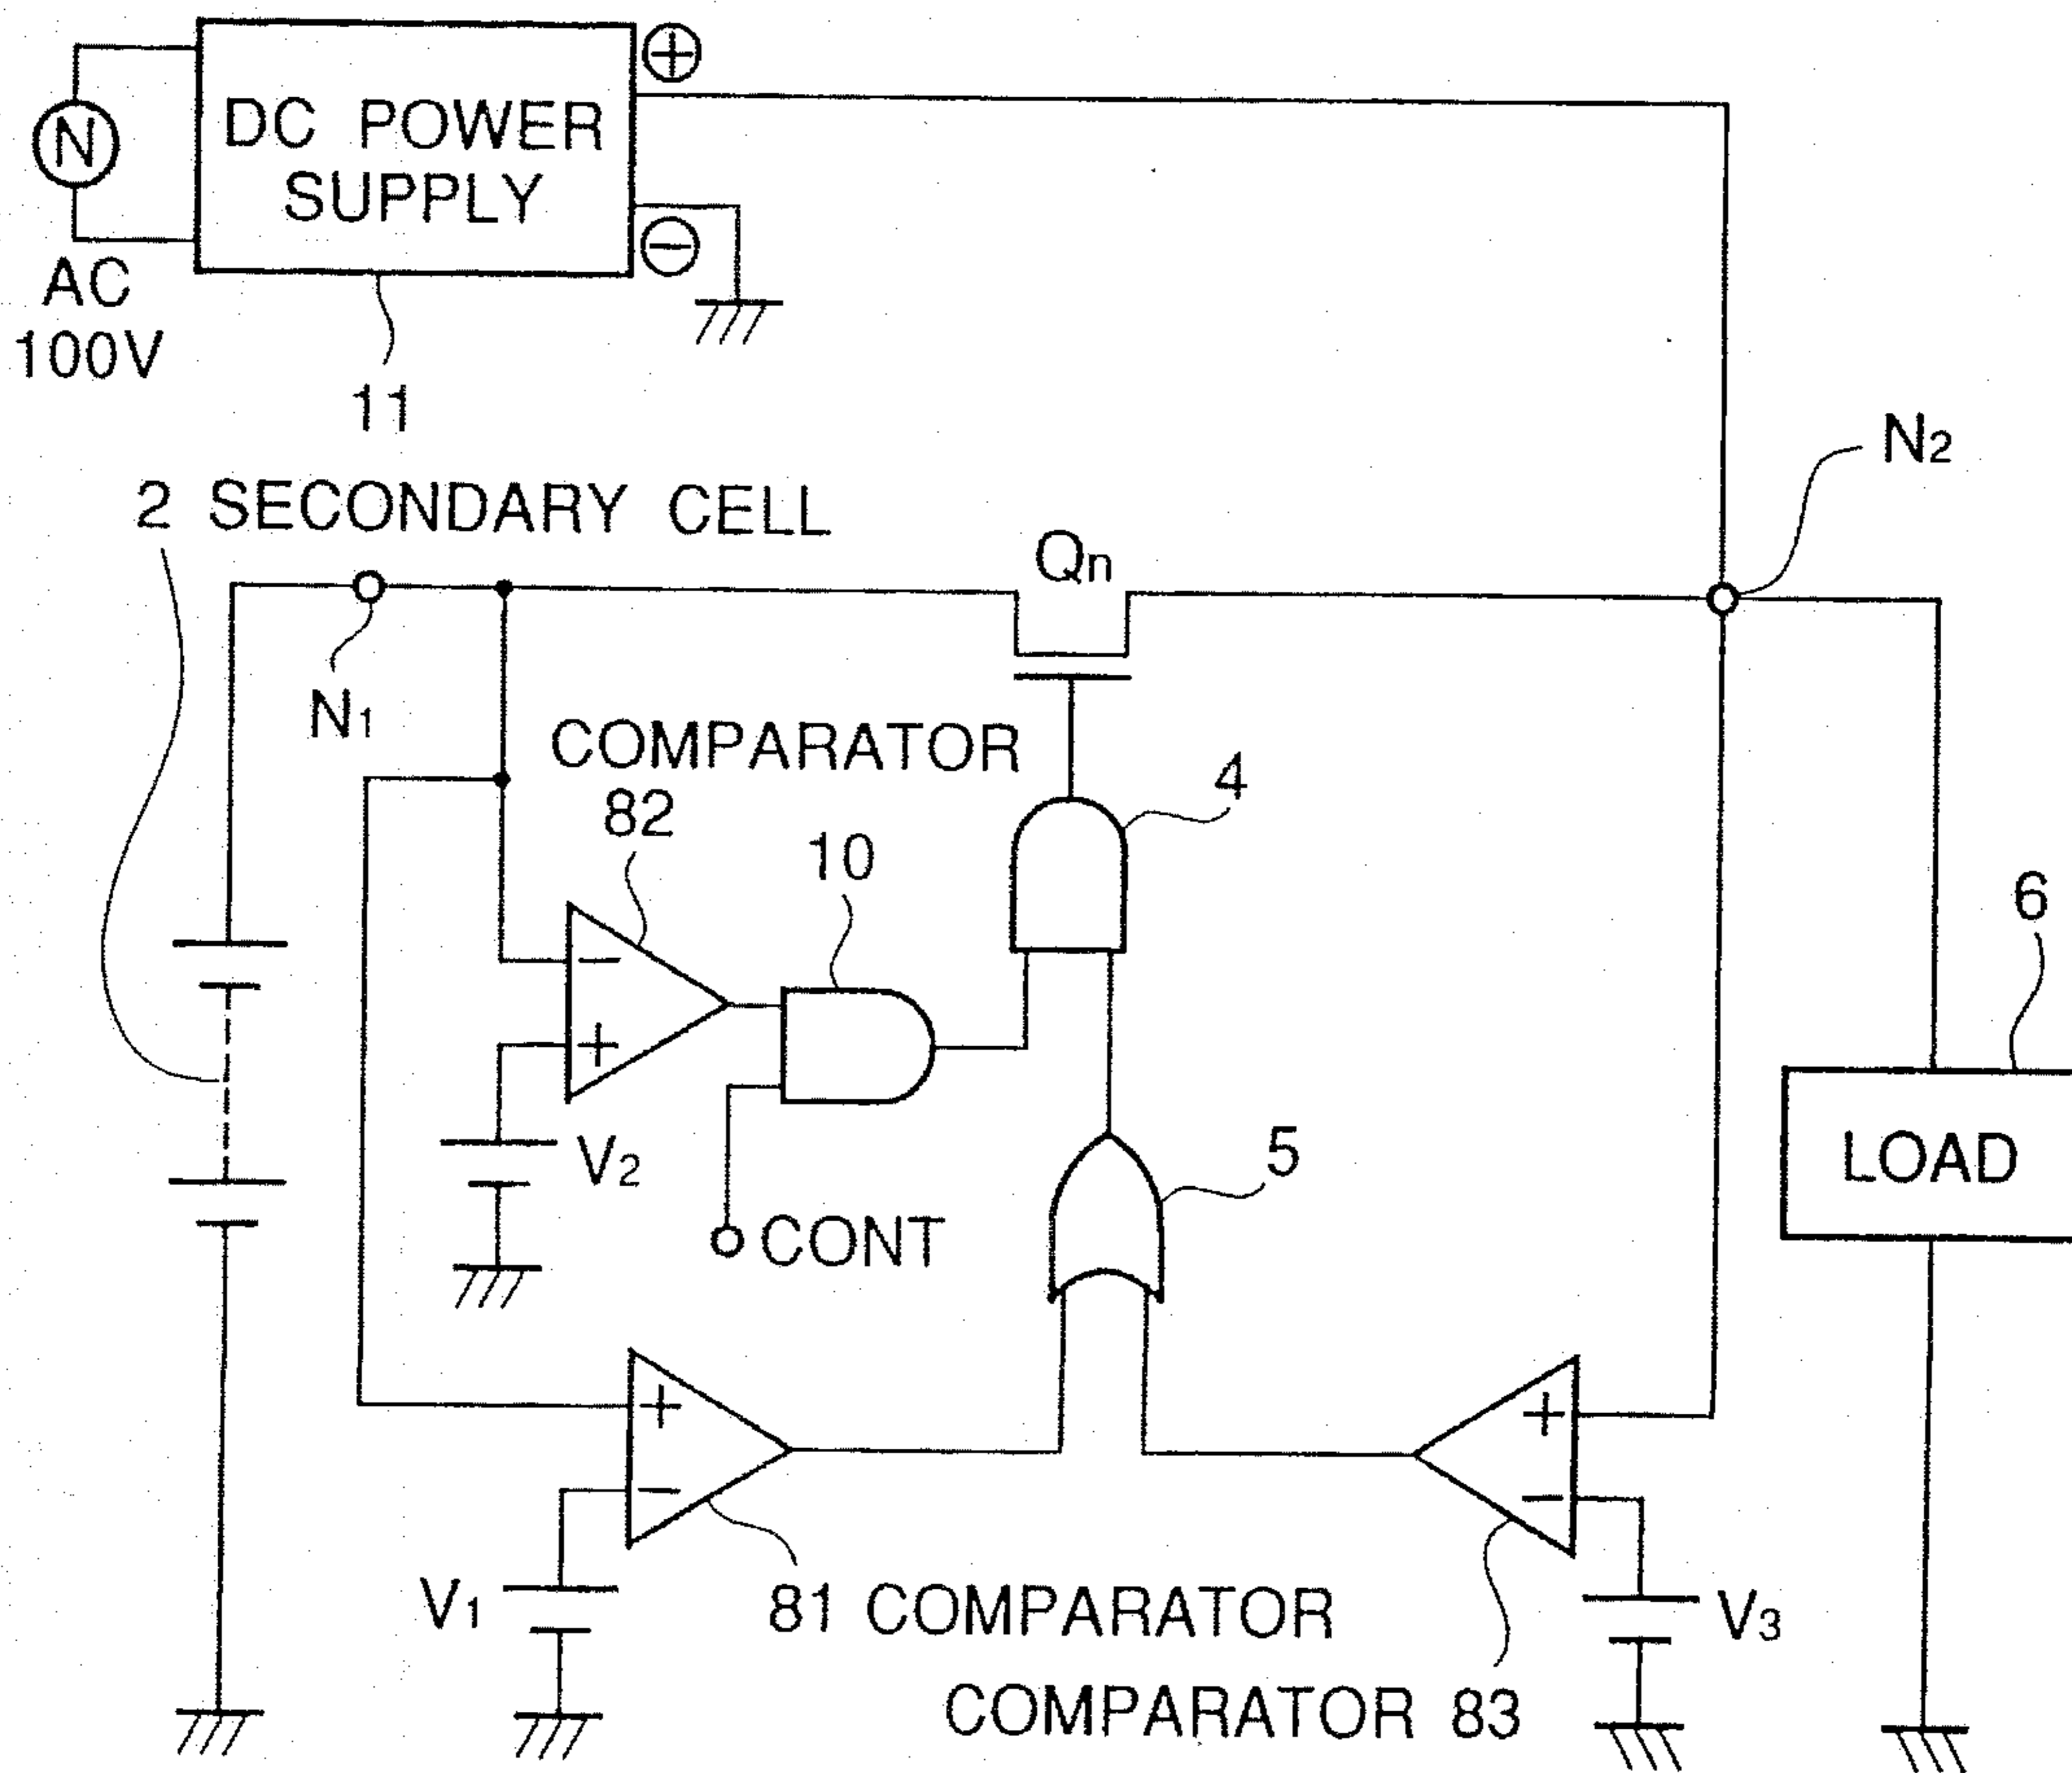 DC POWER
SUPPLY
+
−
N
AC
100V
11
N2
2 SECONDARY CELL
Qn
N1
COMPARATOR
82
4
10
6
−
+
V2
CONT
5
LOAD
+
−
+
−
V1
81 COMPARATOR
V3
COMPARATOR 83